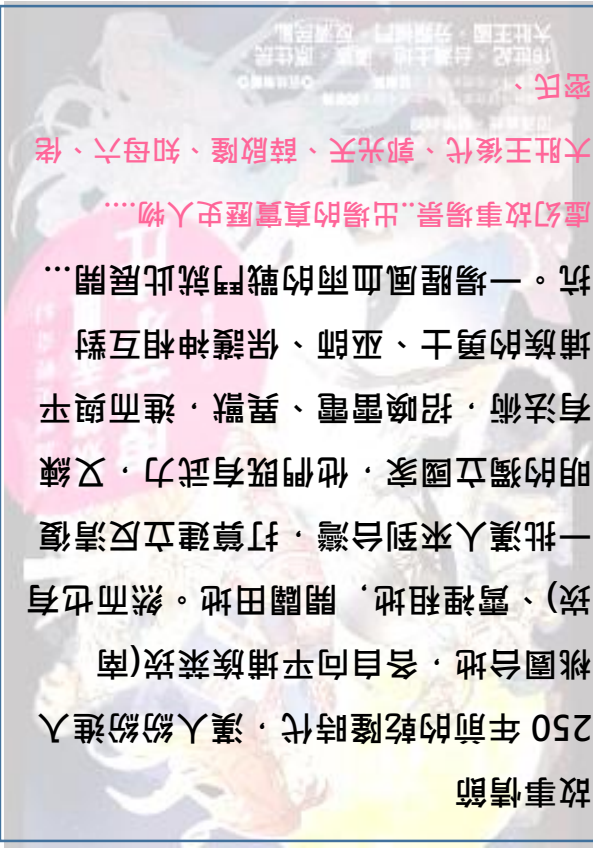 故事情節
250 年前的乾隆時代，漢人紛紛進入
桃園台地，各自向平埔族菜崁(南
崁)、霄裡租地，開闢田地。然而也有
一批漢人來到台灣，打算建立反清復
明的獨立國家，他們既有武力，又練
有法術，招喚雷電、異獸，進而與平
埔族的勇士、巫師、保護神相互對
抗。一場腥風血雨的戰鬥就此展開…
虛幻故事場景..出場的真實歷史人物....
大肚王後代、郭光天、薛啟隆、知母六、佬
密氏、